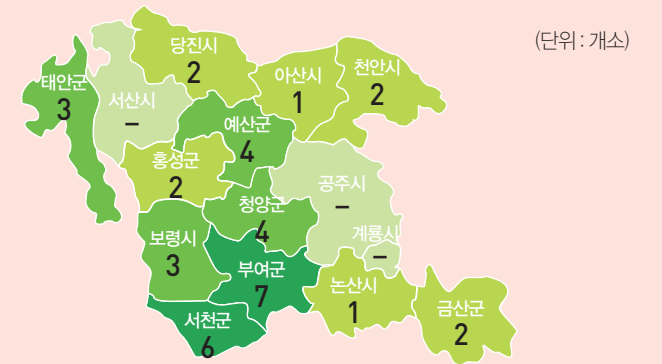 (단위 : 개소)
당진시
2
아산시
1
천안시
2
태안군
3
서산시
–
예산군
4
홍성군
2
공주시
–
청양군
4
계룡시
–
보령시
3
부여군
7
논산시
1
금산군
2
서천군
6